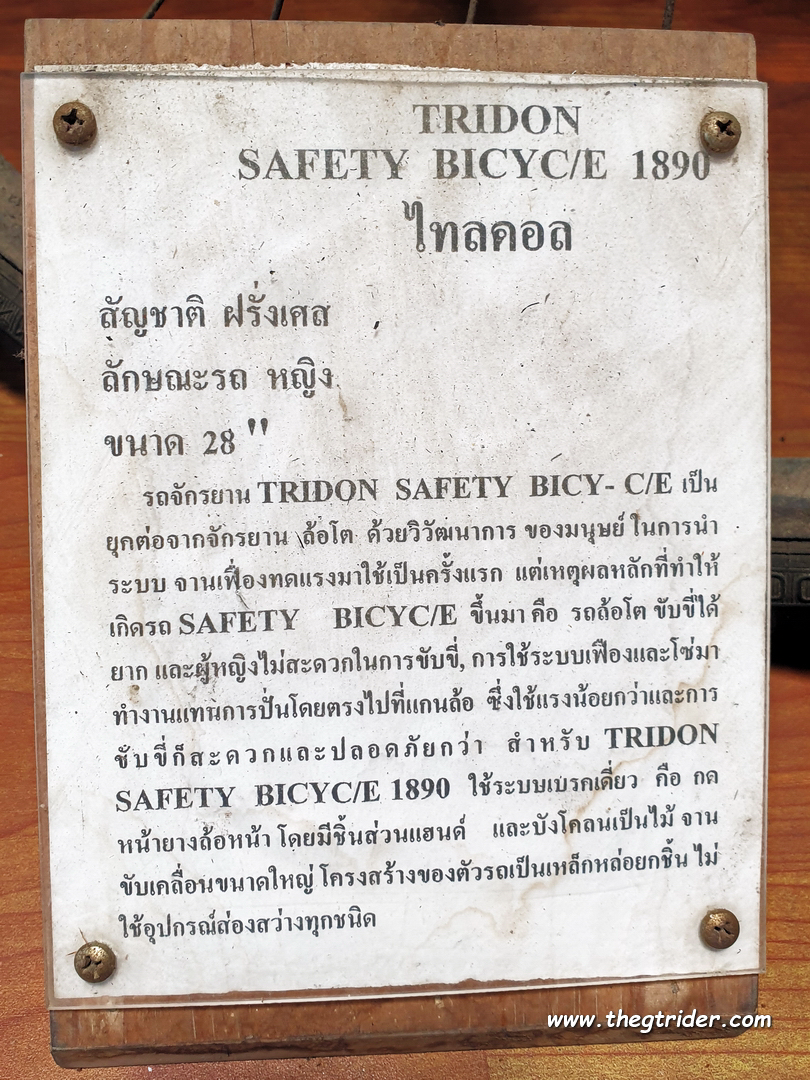 TRIDON
SAFETY BICYC/E 1890
ไทลดอล
สัญชาติ ฝรั่งเศส
ลักษณะรถ หญิง
ขนาด 28 "
รถจักรยาน TRIDON SAFETY BICY- C/E เป็น
ยุกต่อจากจักรยาน ล้อโต ด้วยวิวัฒนาการ ของมนุษย์ ในการนำ
ระบบ จานเฟื่องทดแรงมาใช้เป็นครั้งแรก แต่เหตุผลหลักที่ทำให้
เกิดรถ SAFETY BICYC/E ขึ้นมา คือ รถล้อโต ขับขี่ได้
ยาก และผู้หญิงไม่สะดวกในการขับขี่, การใช้ระบบเฟืองและโซ่มา
ทำงานแทนการปั่นโดยตรงไปที่แกนล้อ ซึ่งใช้แรงน้อยกว่าและการ
ขับขี่ก็สะดวกและปลอดภัยกว่า สำหรับ TRIDON
SAFETY BICYC/E 1890 ใช้ระบบเบรคเดี่ยว คือ กด
หน้ายางล้อหน้า โดยมีชิ้นส่วนแฮนด์ และบังโคลนเป็นไม้ จาน
ขับเคลื่อนขนาดใหญ่ โครงสร้างของตัวรถเป็นเหล็กหล่อยกชิ้น ไม่
ใช้อุปกรณ์ส่องสว่างทุกชนิด
www.thegtrider.com